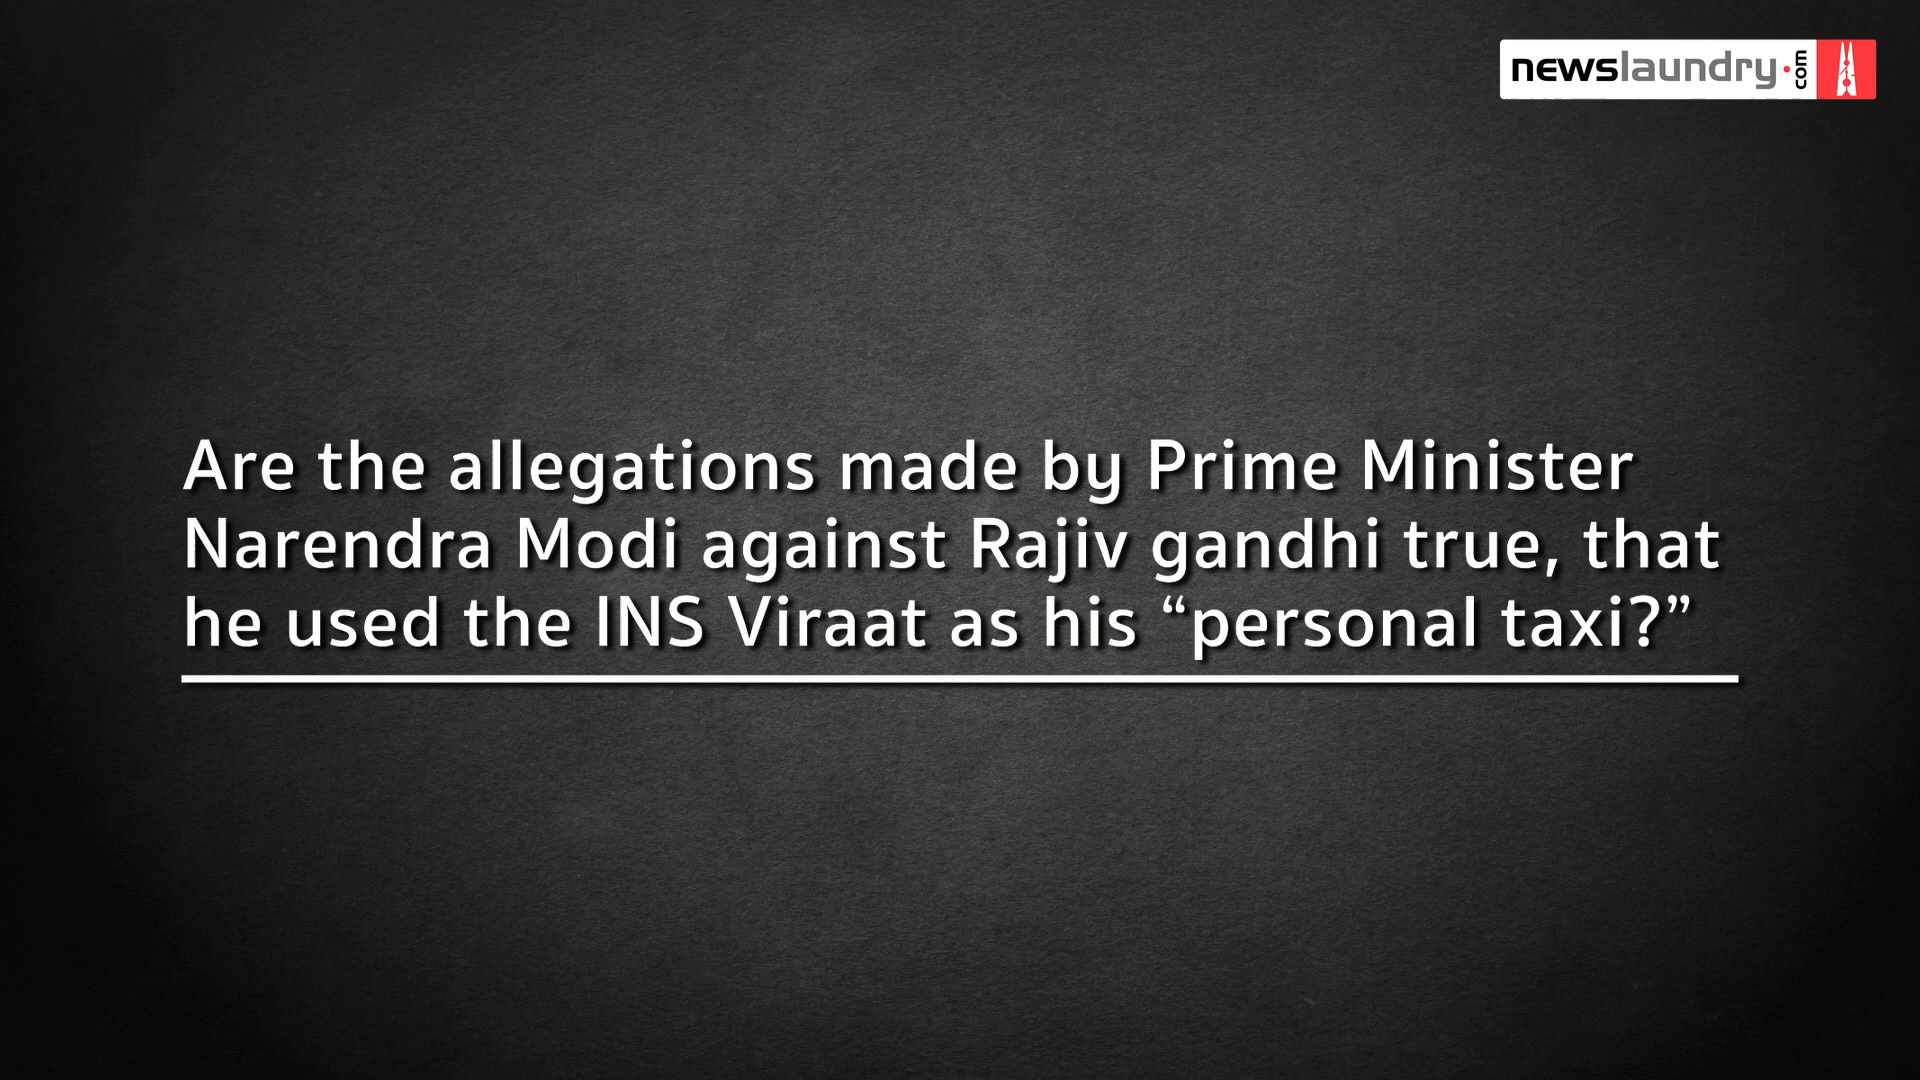 newslaundry.com
Are the allegations made by Prime Minister
Narendra Modi against Rajiv gandhi true, that
he used the INS Viraat as his “personal taxi?”